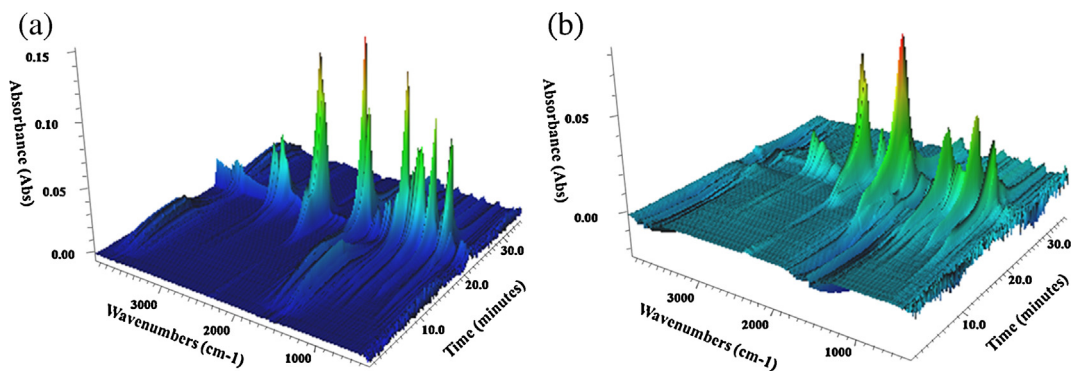 (a)
0.15
0.10
0.05
0.00
Absorbance (Abs)
3000
2000
1000
Wavenumbers (cm-1)
10.0
20.0
30.0
Time (minutes)
(b)
0.05
0.00
Absorbance (Abs)
3000
2000
1000
Wavenumbers (cm-1)
10.0
20.0
30.0
Time (minutes)